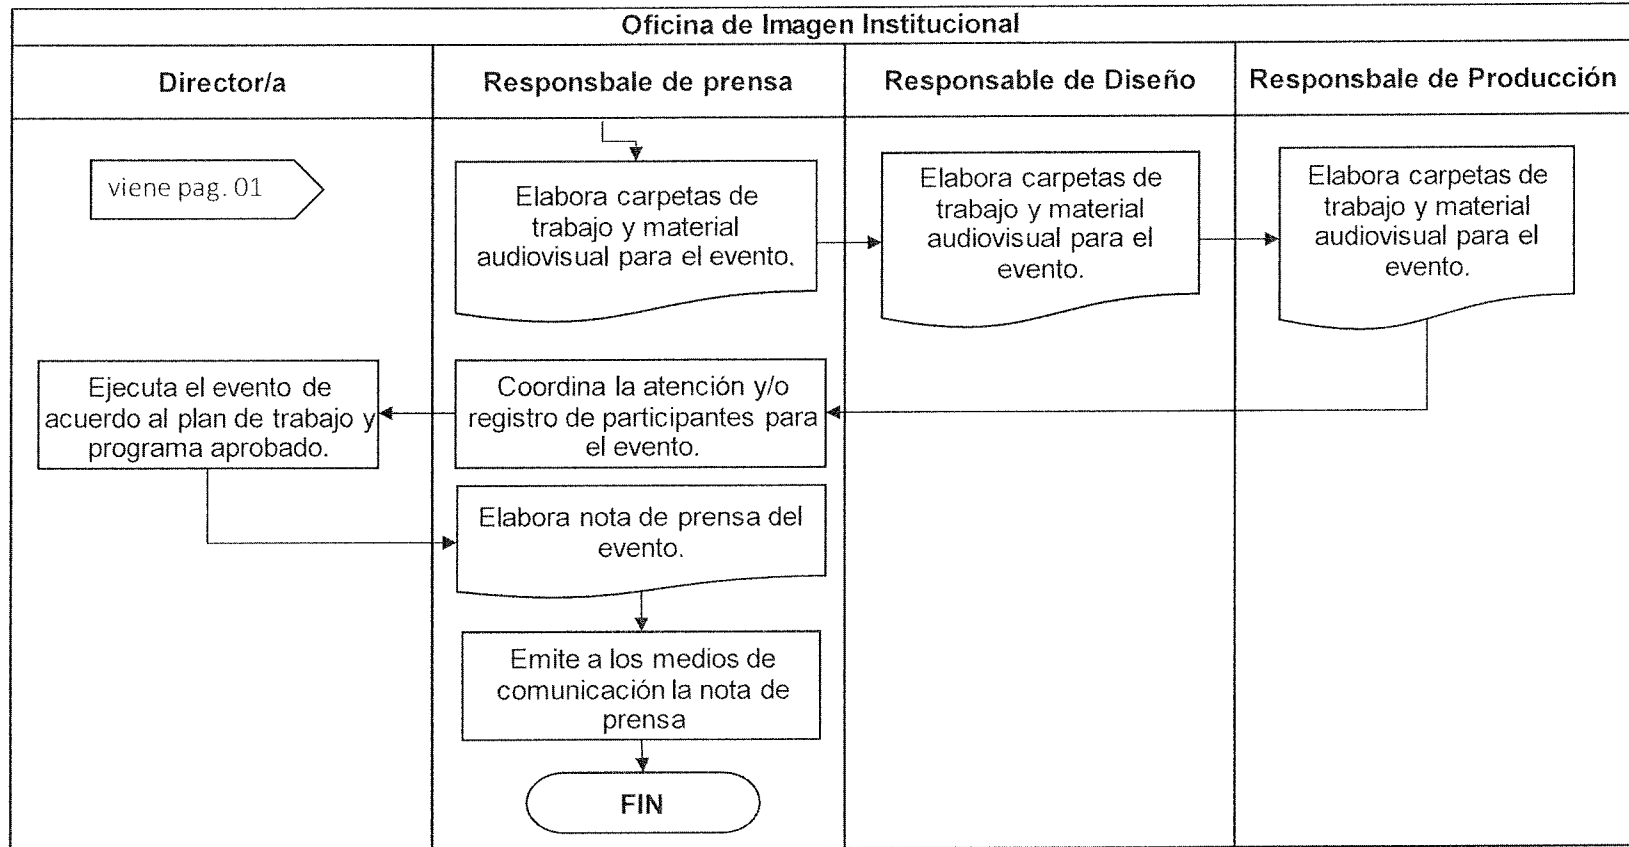 Oficina de Imagen Institucional
Director/a
Responsbale de prensa
Responsable de Diseño
Responsbale de Producción
viene pag. 01
Elabora carpetas de
trabajo y material
audiovisual para el evento.
Elabora carpetas de
trabajo y material
audiovisual para el
evento.
Elabora carpetas de
trabajo y material
audiovisual para el
evento.
Ejecuta el evento de
acuerdo al plan de trabajo y
programa aprobado.
Coordina la atención y/o
registro de participantes para
el evento.
Elabora nota de prensa del
evento.
Emite a los medios de
comunicación la nota de
prensa
FIN